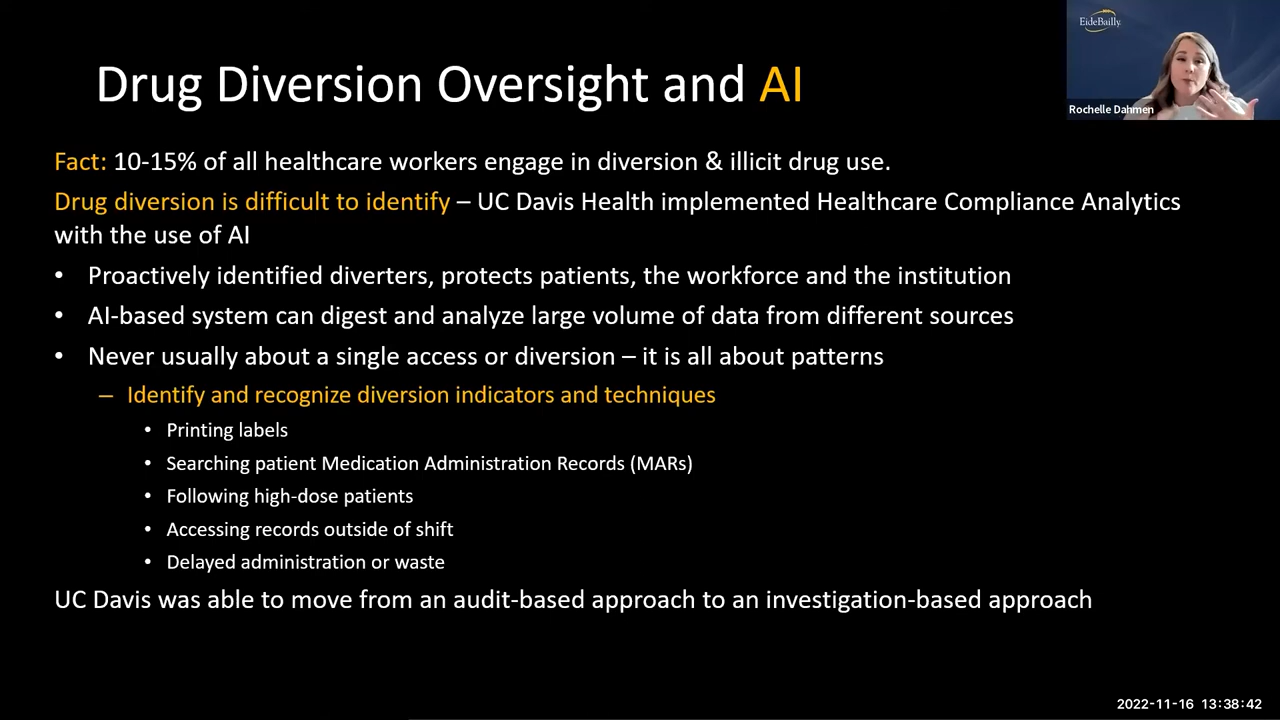 EideBailly
Rochelle Dahmen
Drug Diversion Oversight and AI
Fact: 10-15% of all healthcare workers engage in diversion & illicit drug use.
Drug diversion is difficult to identify – UC Davis Health implemented Healthcare Compliance Analytics
with the use of AI
• Proactively identified diverters, protects patients, the workforce and the institution
• AI-based system can digest and analyze large volume of data from different sources
• Never usually about a single access or diversion – it is all about patterns
– Identify and recognize diversion indicators and techniques
• Printing labels
• Searching patient Medication Administration Records (MARs)
• Following high-dose patients
• Accessing records outside of shift
• Delayed administration or waste
UC Davis was able to move from an audit-based approach to an investigation-based approach
2022-11-16 13:38:42